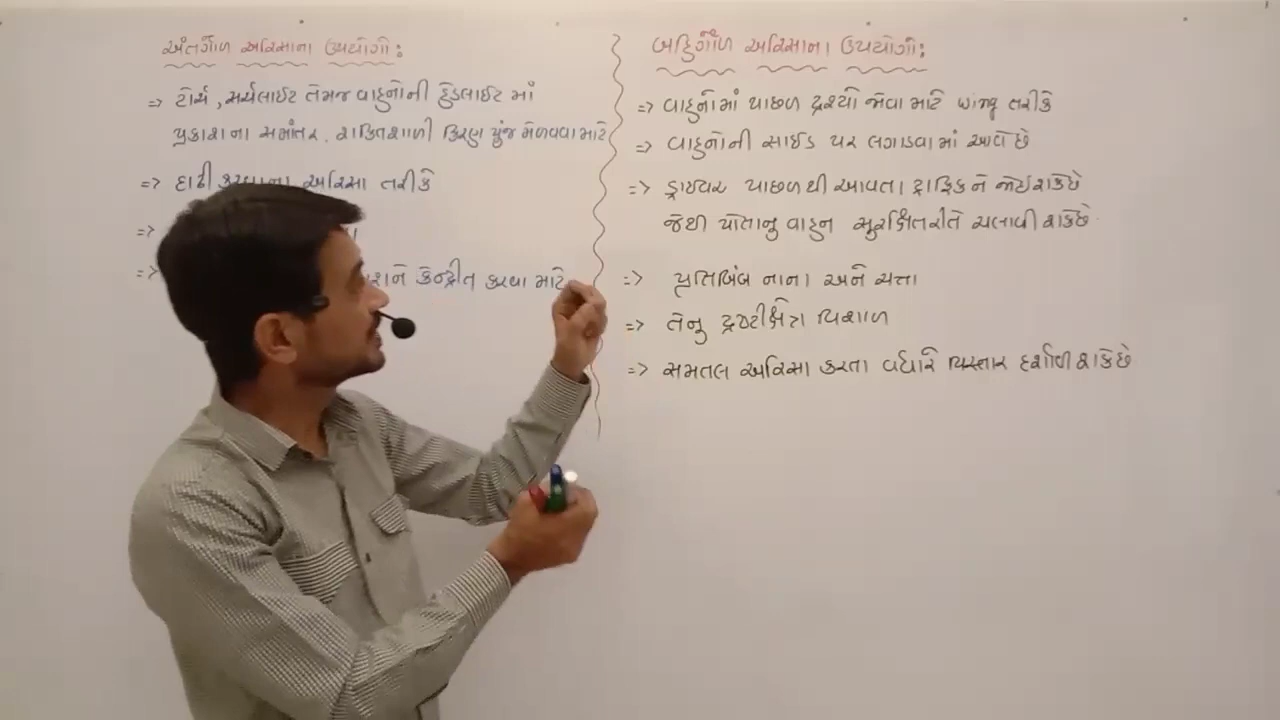 અંતર્ગોળ અરિસાના ઉપયોગો:
=> ટોર્ચ, સર્ચલાઈટ તેમજ વાહનોની હેડલાઈટ માં
પ્રકાશના સમાંતર. શક્તિશાળી કિરણ પુંજ મેળવવા માટે
=> દાઢી કરવાના અરિસા તરીકે
=>
=> કેન્દ્રીત કરવા માટે
બહિર્ગોળ અરિસાના ઉપયોગો:
=> વાહનોમાં પાછળ દ્રશ્યો જોવા માટે wing તરીકે
=> વાહનોની સાઈડ પર લગાડવામાં આવે છે
=> ડ્રાઈવર પાછળથી આવતા ટ્રાફિકને જોઈ શકે છે
જેથી પોતાનુ વાહન સુરક્ષિત રીતે ચલાવી શકે છે.
=> પ્રતિબિંબ નાના અને ચત્તા
=> તેનુ દ્રષ્ટીક્ષેત્ર વિશાળ
=> સમતલ અરિસા કરતા વધારે વિસ્તાર દર્શાવી શકે છે